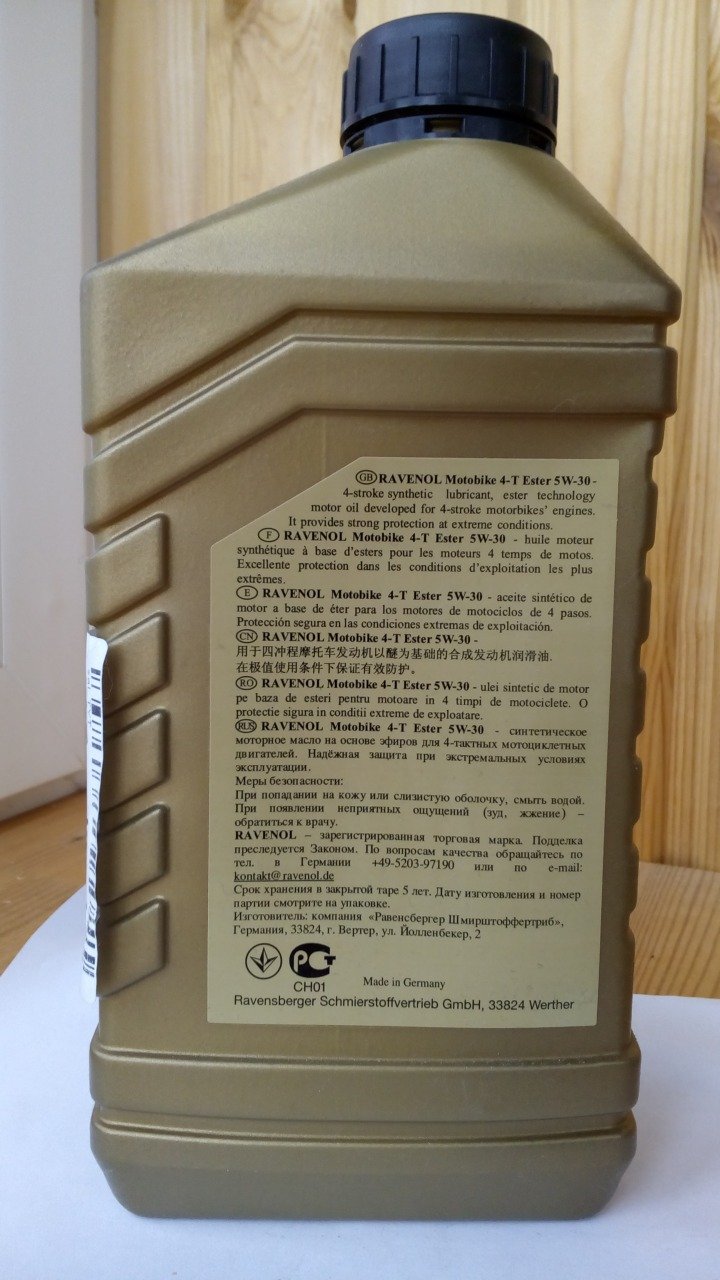 GB RAVENOL Motobike 4-T Ester 5W-30 -
4-stroke synthetic lubricant, ester technology
motor oil developed for 4-stroke motorbikes' engines.
It provides strong protection at extreme conditions.
F RAVENOL Motobike 4-T Ester 5W-30 - huile moteur
synthétique à base d'esters pour les moteurs 4 temps de motos.
Excellente protection dans les conditions d'exploitation les plus
extrêmes.
E RAVENOL Motobike 4-T Ester 5W-30 - aceite sintético de
motor a base de éter para los motores de motociclos de 4 pasos.
Protección segura en las condiciones extremas de exploitación.
CN RAVENOL Motobike 4-T Ester 5W-30 -
用于四冲程摩托车发动机以醚为基础的合成发动机润滑油.
在极值使用条件下保证有效防护。
RO RAVENOL Motobike 4-T Ester 5W-30 - ulei sintetic de motor
pe baza de esteri pentru motoare in 4 timpi de motociclete. O
protectie sigura in conditii extreme de exploatare.
RUS RAVENOL Motobike 4-T Ester 5W-30 - синтетическое
моторное масло на основе эфиров для 4-тактных мотоциклетных
двигателей. Надёжная защита при экстремальных условиях
эксплуатации.
Меры безопасности:
При попадании на кожу или слизистую оболочку, смыть водой.
При появлении неприятных ощущений (зуд, жжение) –
обратиться к врачу.
RAVENOL – зарегистрированная торговая марка. Подделка
преследуется Законом. По вопросам качества обращайтесь по
тел. в Германии +49-5203-97190 или по e-mail:
kontakt@ravenol.de
Срок хранения в закрытой таре 5 лет. Дату изготовления и номер
партии смотрите на упаковке.
Изготовитель: компания «Равенсбергер Шмирштоффертриб»,
Германия, 33824, г. Вертер, ул. Йолленбекер, 2
РСТ
CH01
Made in Germany
Ravensberger Schmierstoffvertrieb GmbH, 33824 Werther